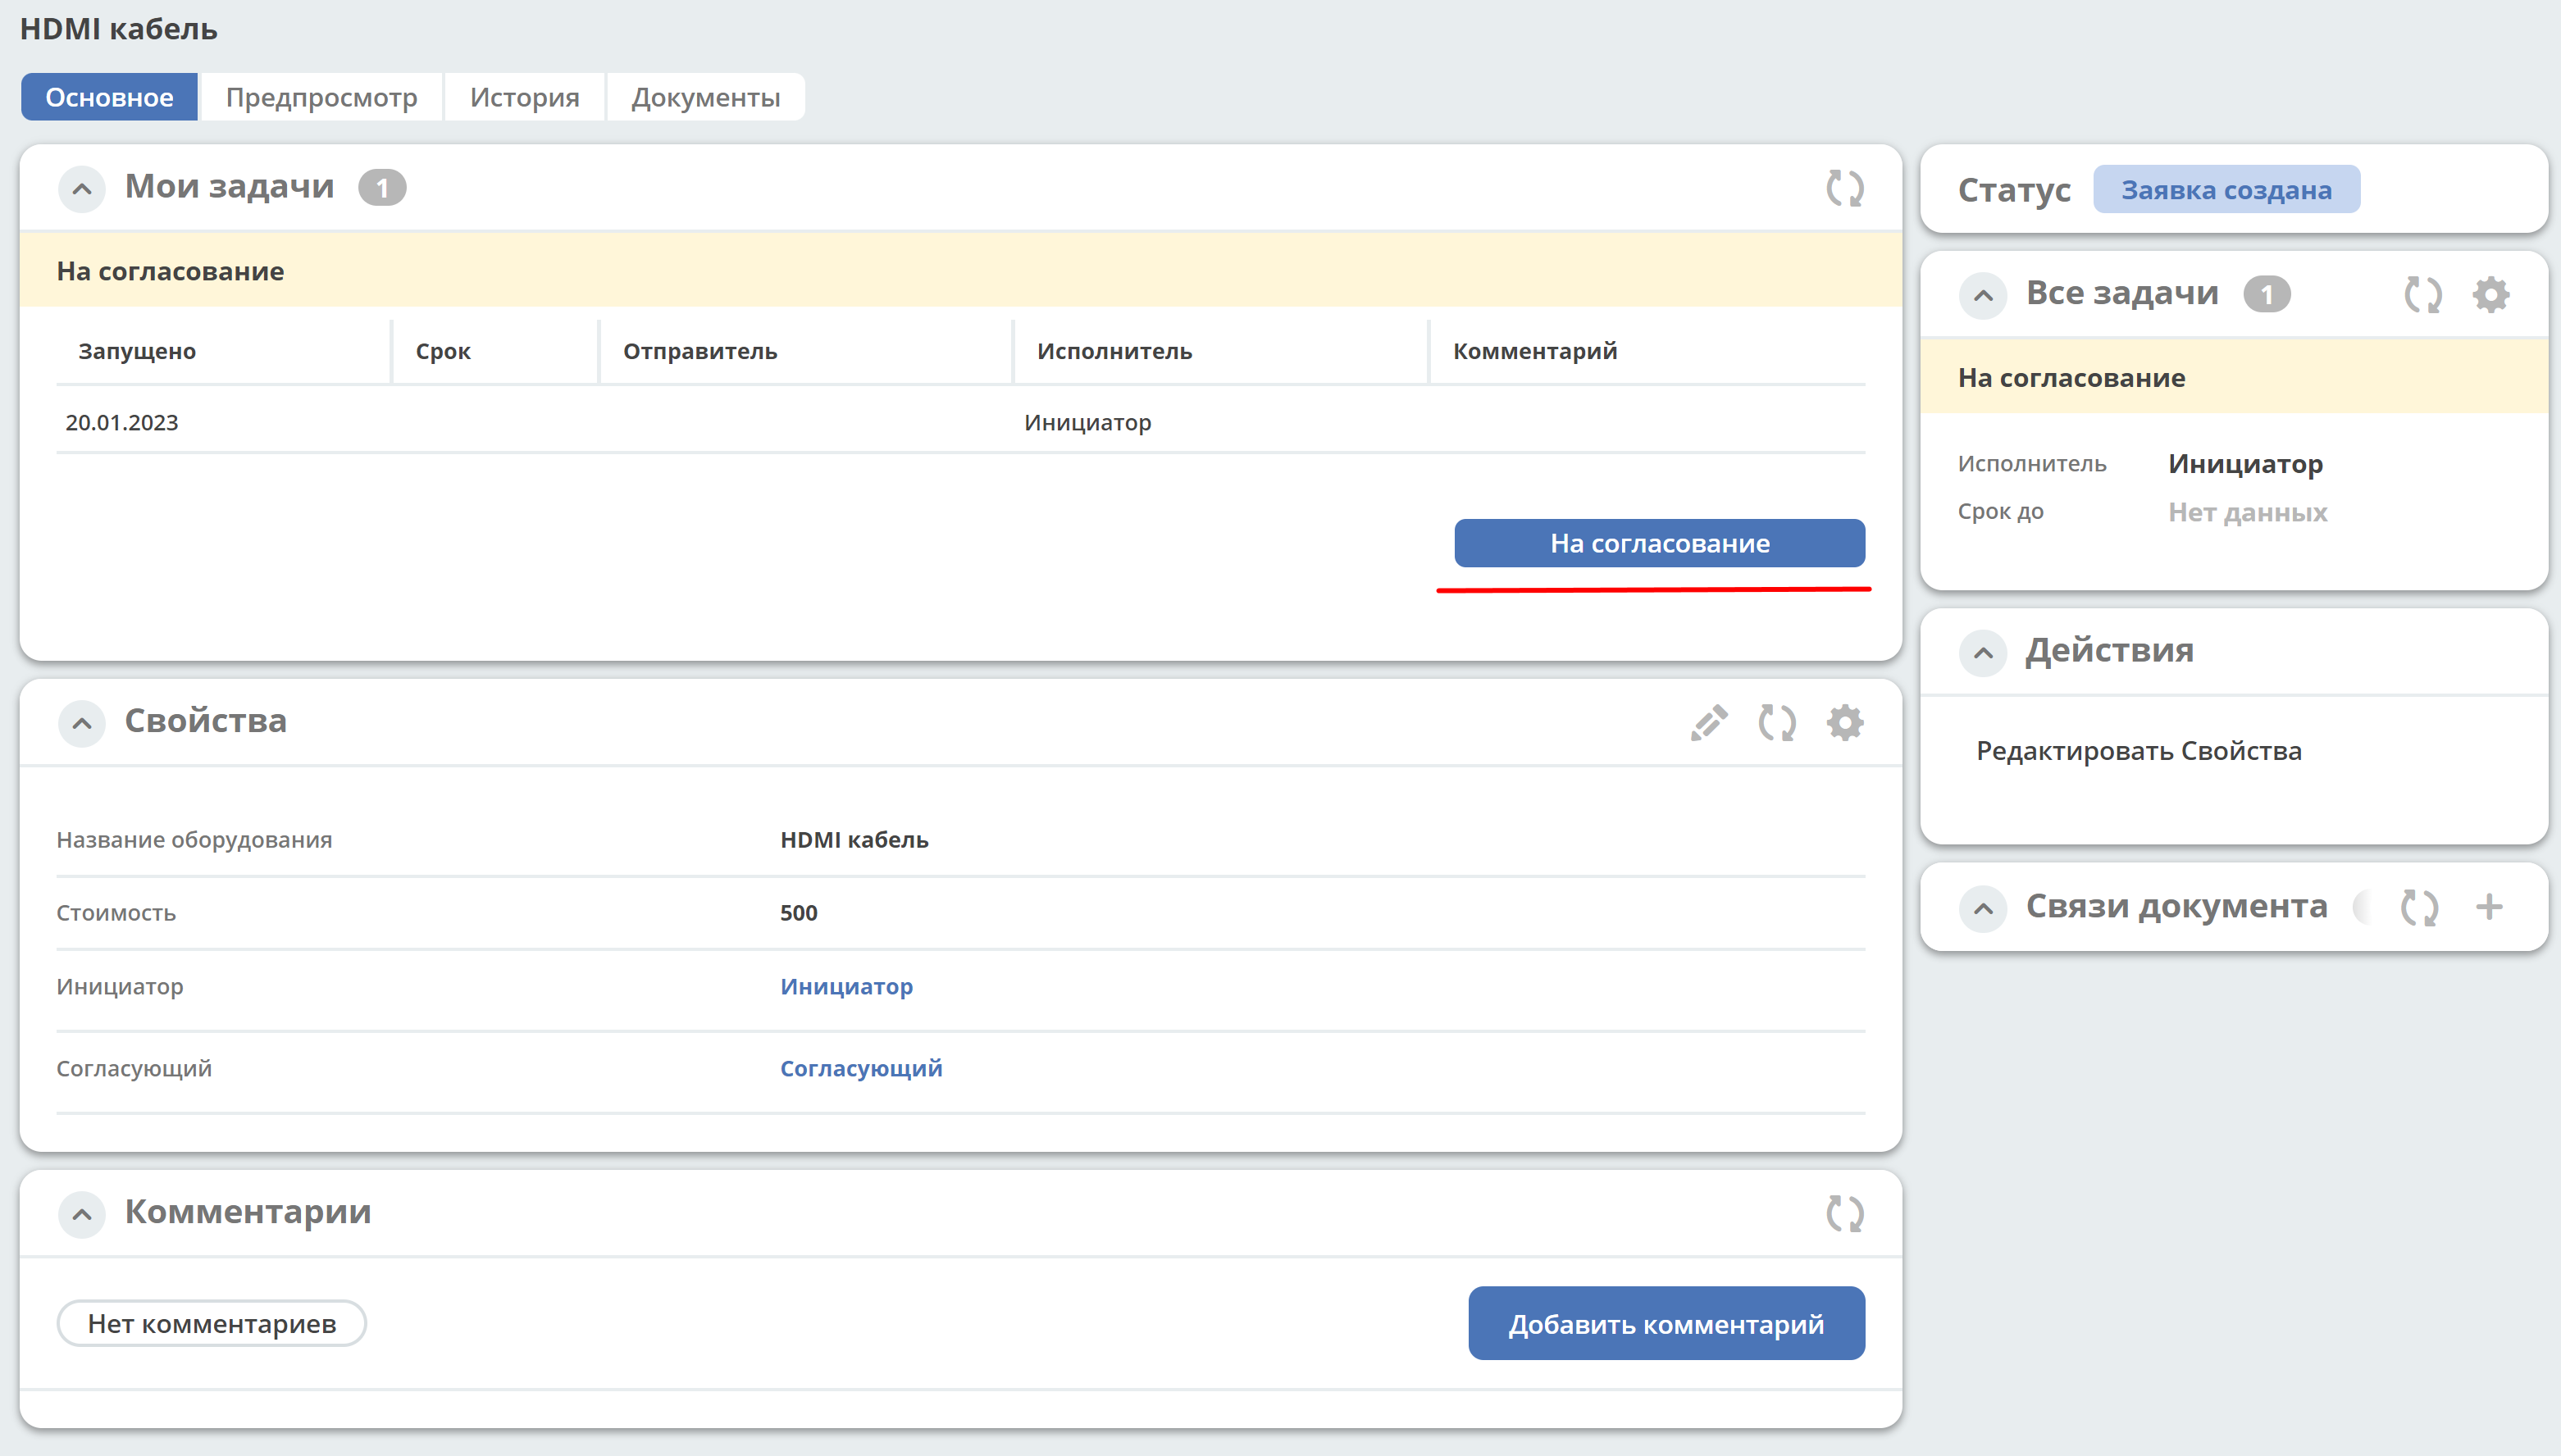 HDMI кабель
Основное Предпросмотр История Документы
Мои задачи 1
На согласование
Запущено Срок Отправитель Исполнитель Комментарий
20.01.2023 Инициатор
На согласование
Свойства
Название оборудования HDMI кабель
Стоимость 500
Инициатор Инициатор
Согласующий Согласующий
Комментарии
Нет комментариев Добавить комментарий
Статус Заявка создана
Все задачи 1
На согласование
Исполнитель Инициатор
Срок до Нет данных
Действия
Редактировать Свойства
Связи документа